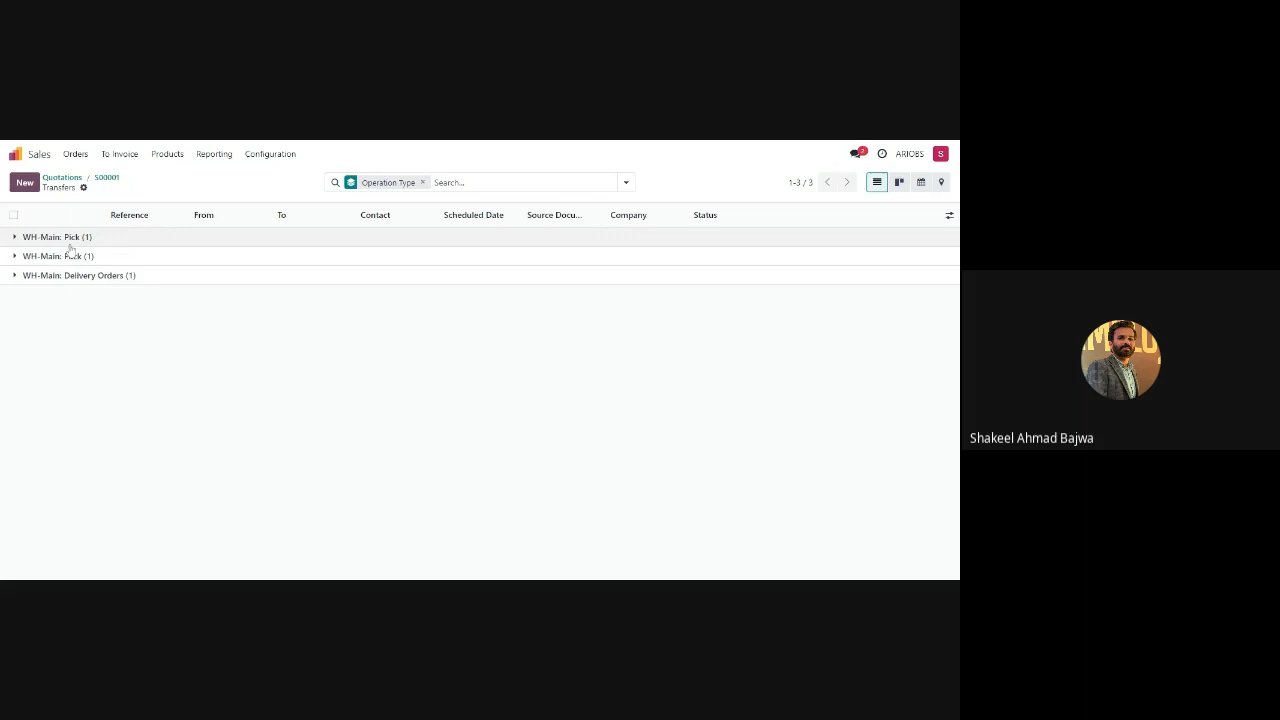 Sales Orders To Invoice Products Reporting Configuration 2 ARIOBS S
New Quotations / S00001 Operation Type × Search... 1-3 / 3
Transfers
Reference From To Contact Scheduled Date Source Docu... Company Status
WH-Main: Pick (1)
WH-Main: Pack (1)
WH-Main: Delivery Orders (1)
Shakeel Ahmad Bajwa